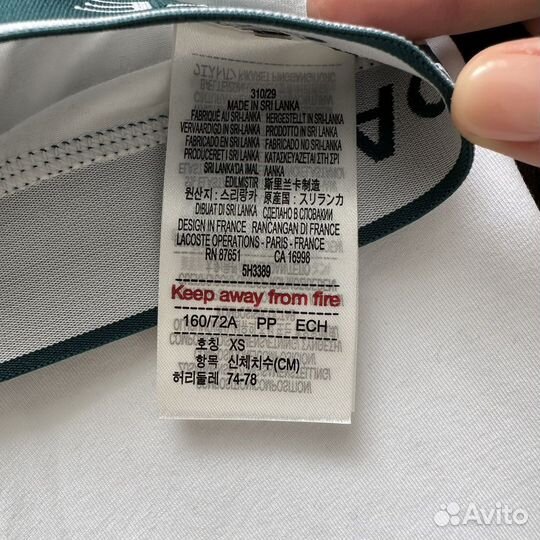 310/29
MADE IN SRI LANKA
FABRIQUÉ AU SRI-LANKA HERGESTELLT IN SRI-LANKA
VERVAARDIGD IN SRI-LANKA PRODOTTO IN SRI-LANKA
FABRICADO EN SRI-LANKA FABRICADO NO SRI-LANKA
PRODUCERET I SRI-LANKA ΚΑΤΑΣΚΕΥΑΖΕΤΑΙ ΣΤΗ ΣΡΙ
SRI LANKA'DA IMAL ΛΑΝΚΑ
EDILMISTIR 斯里兰卡制造
원산지 : 스리랑카 原産国 : スリランカ
DIBUAT DI SRI LANKA СДЕЛАНО В СЛОВАКИИ
DESIGN IN FRANCE RANCANGAN DI FRANCE
LACOSTE OPERATIONS - PARIS - FRANCE
RN 87651 CA 16998
5H3389
Keep away from fire
160/72A PP ECH
호칭 XS
항목 신체치수(CM)
허리둘레 74-78
Avito